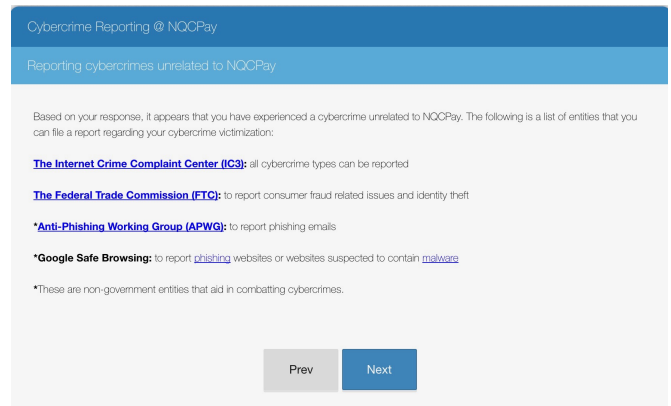 Cybercrime Reporting @ NQCPay
Reporting cybercrimes unrelated to NQCPay
Based on your response, it appears that you have experienced a cybercrime unrelated to NQCPay. The following is a list of entities that you
can file a report regarding your cybercrime victimization:
The Internet Crime Complaint Center (IC3): all cybercrime types can be reported
The Federal Trade Commission (FTC): to report consumer fraud related issues and identity theft
*Anti-Phishing Working Group (APWG): to report phishing emails
*Google Safe Browsing: to report phishing websites or websites suspected to contain malware
*These are non-government entities that aid in combatting cybercrimes.
Prev Next